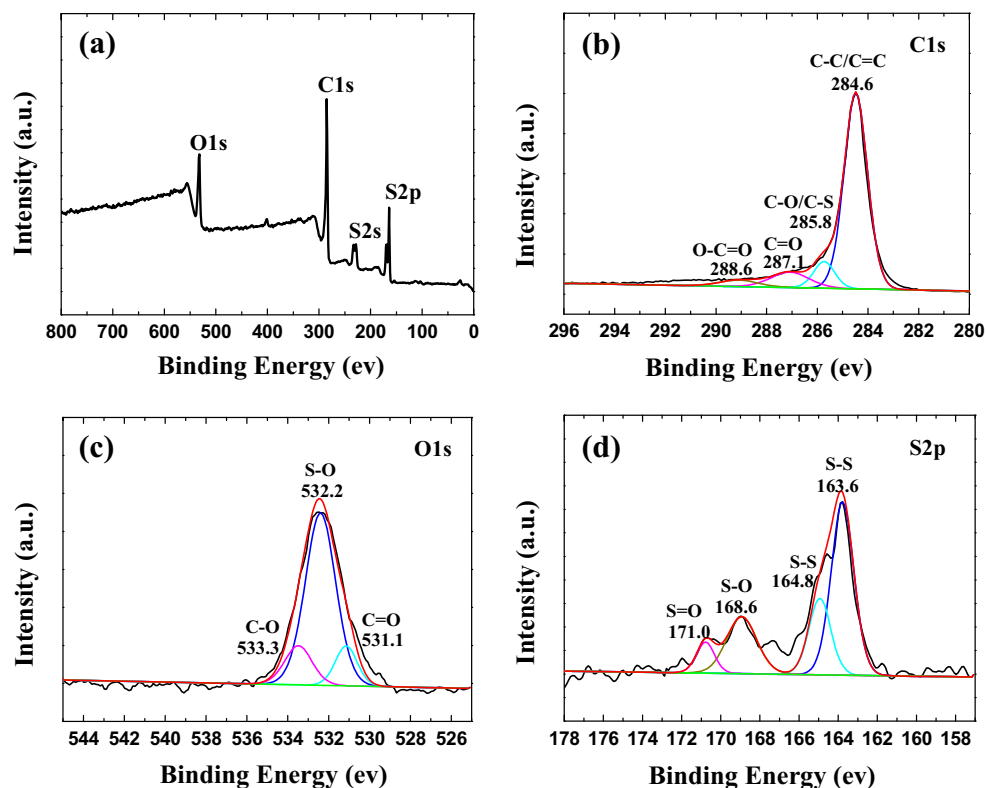 (a)
C1s
O1s
S2p
S2s
Intensity (a.u.)
800 600 400 200 0
Binding Energy (ev)
(b)
C1s
C-C/C=C
284.6
C-O/C-S
285.8
C=O
287.1
O-C=O
288.6
Intensity (a.u.)
296 294 292 290 288 286 284 282 280
Binding Energy (ev)
(c)
O1s
S-O
532.2
C-O
533.3
C=O
531.1
Intensity (a.u.)
544 542 540 538 536 534 532 530 528 526
Binding Energy (ev)
(d)
S2p
S-S
163.6
S-S
164.8
S-O
168.6
S=O
171.0
Intensity (a.u.)
178 176 174 172 170 168 166 164 162 160 158
Binding Energy (ev)